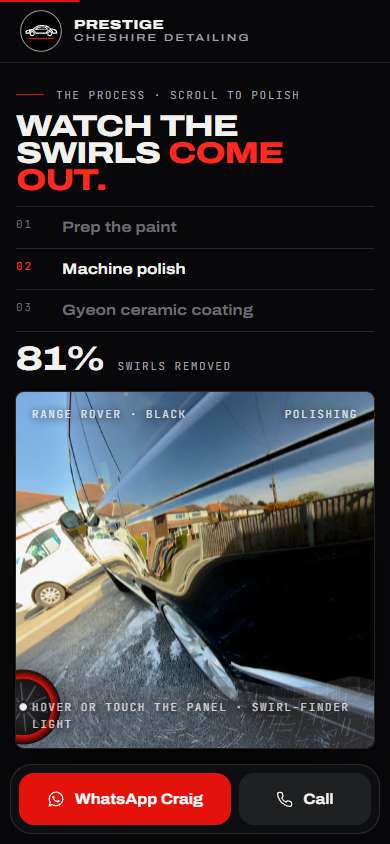 PRESTIGE
CHESHIRE DETAILING
THE PROCESS · SCROLL TO POLISH
WATCH THE
SWIRLS COME
OUT.
01 Prep the paint
02 Machine polish
03 Gyeon ceramic coating
81% SWIRLS REMOVED
RANGE ROVER · BLACK POLISHING
HOVER OR TOUCH THE PANEL · SWIRL-FINDER
LIGHT
WhatsApp Craig Call